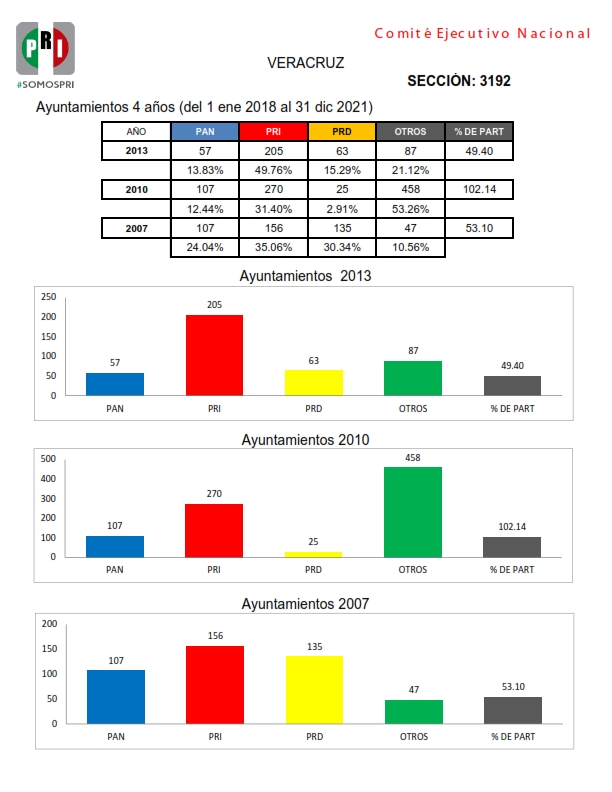 Comité Ejecutivo Nacional
PRI
#SOMOSPRI
VERACRUZ
SECCIÓN: 3192
Ayuntamientos 4 años (del 1 ene 2018 al 31 dic 2021)
AÑO PAN PRI PRD OTROS % DE PART
2013 57 205 63 87 49.40
13.83% 49.76% 15.29% 21.12%
2010 107 270 25 458 102.14
12.44% 31.40% 2.91% 53.26%
2007 107 156 135 47 53.10
24.04% 35.06% 30.34% 10.56%
Ayuntamientos 2013
250
200
150
100
50
0
57 205 63 87 49.40
PAN PRI PRD OTROS % DE PART
Ayuntamientos 2010
500
400
300
200
100
0
107 270 25 458 102.14
PAN PRI PRD OTROS % DE PART
Ayuntamientos 2007
200
150
100
50
0
107 156 135 47 53.10
PAN PRI PRD OTROS % DE PART